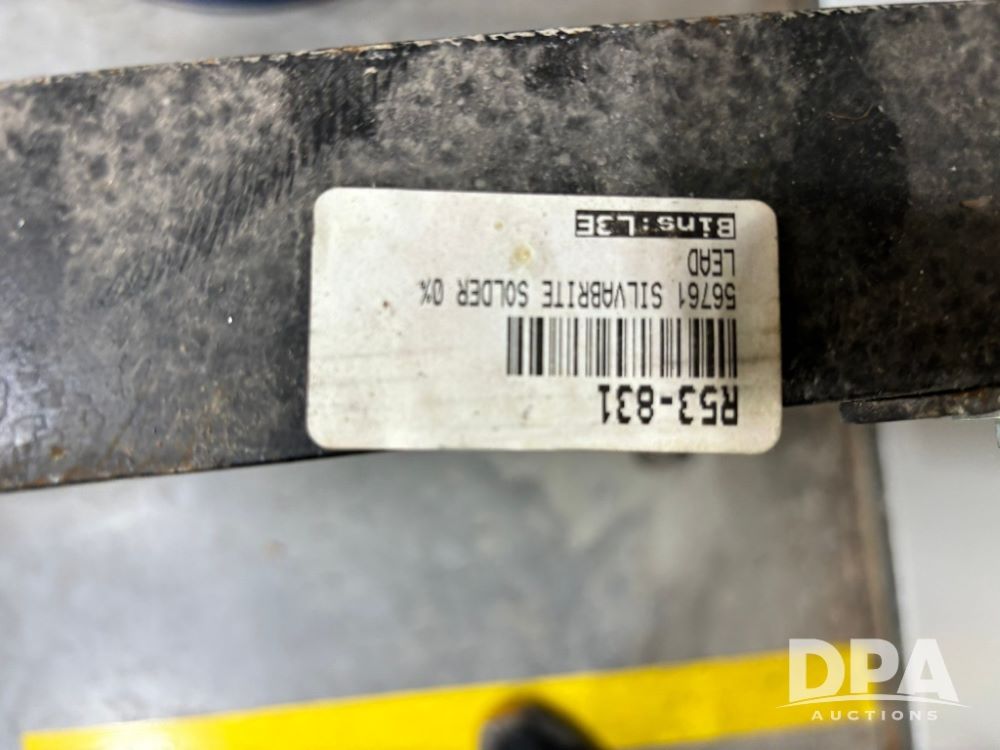 R53-831
56761 SILVABRITE SOLDER 0%
LEAD
Bins:L3E
DPA
AUCTIONS